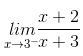 lim x + 2
x→3⁻ x + 3